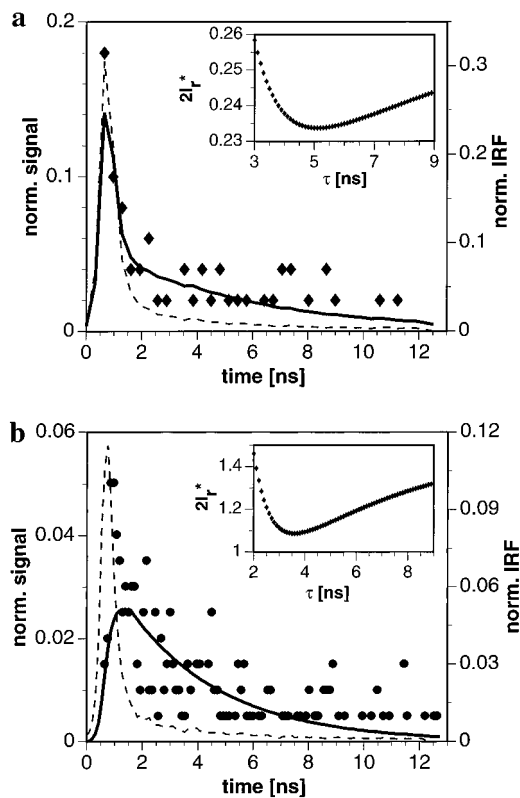 a
0.2
0.1
0
norm. signal
0.3
0.2
0.1
0
norm. IRF
0 2 4 6 8 10 12
time [ns]
0.26
0.25
0.24
0.23
2I_r*
3 5 7 9
τ [ns]
b
0.06
0.04
0.02
0
norm. signal
0.12
0.09
0.06
0.03
0.00
norm. IRF
0 2 4 6 8 10 12
time [ns]
1.4
1.2
1
2I_r*
2 4 6 8
τ [ns]